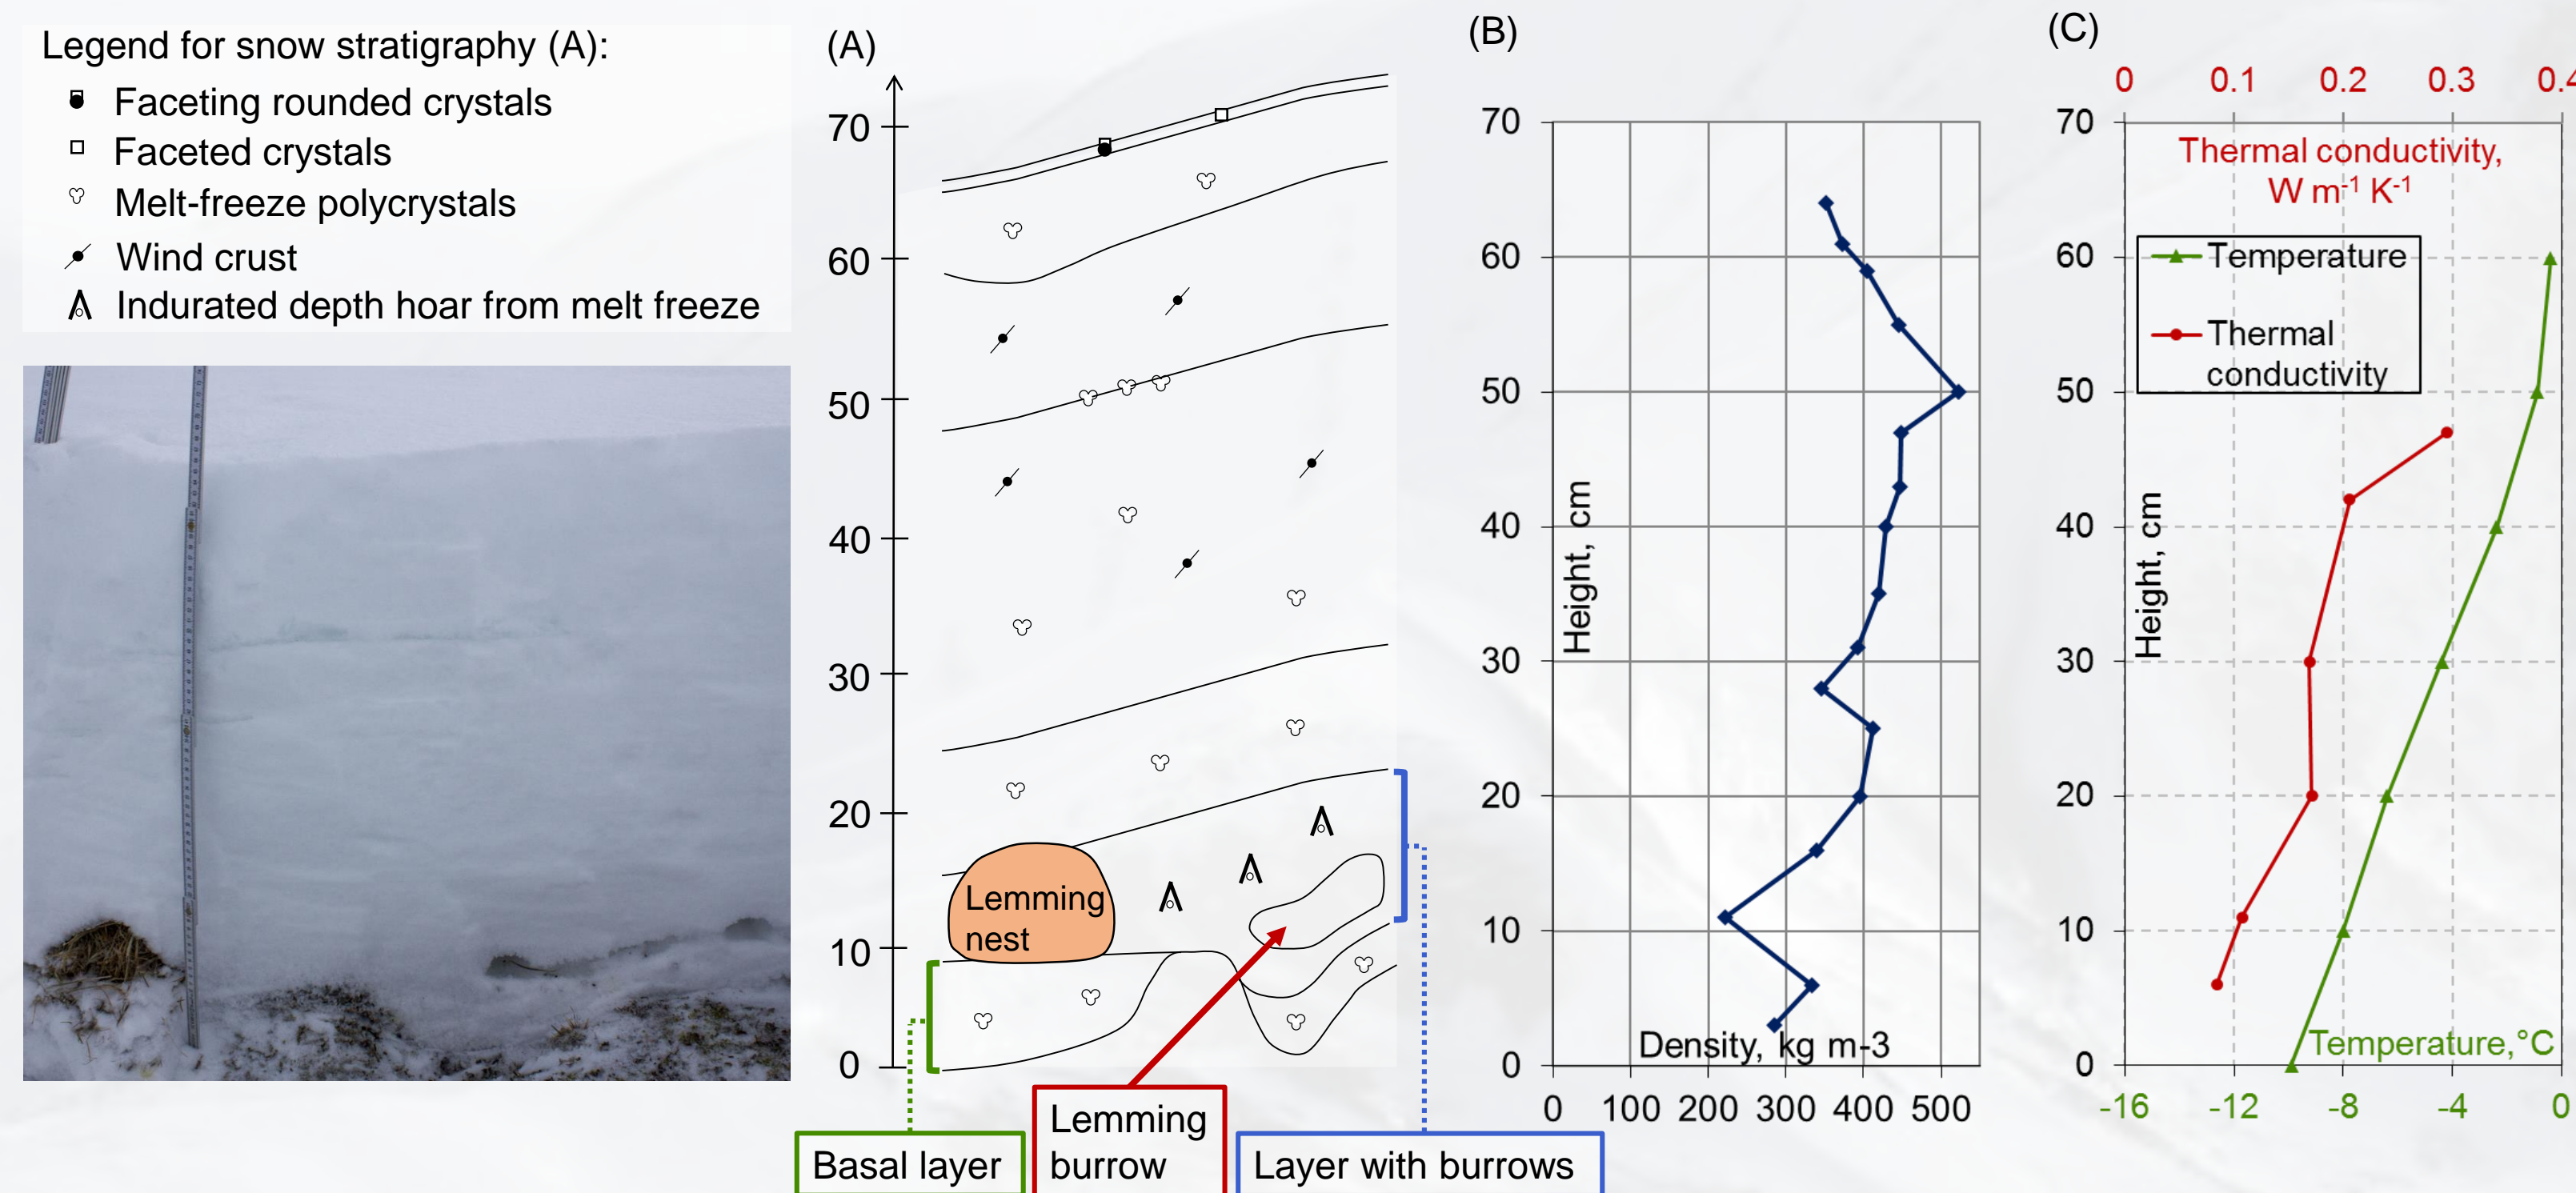 Legend for snow stratigraphy (A):
Faceting rounded crystals
Faceted crystals
Melt-freeze polycrystals
Wind crust
Indurated depth hoar from melt freeze
(A)
70
60
50
40
30
20
10
0
Lemming
nest
Basal layer
Lemming
burrow
Layer with burrows
(B)
70
60
50
40
30
20
10
0
Height, cm
Density, kg m-3
0 100 200 300 400 500
(C)
0 0.1 0.2 0.3 0.4
Thermal conductivity,
W m⁻¹ K⁻¹
Temperature
Thermal
conductivity
70
60
50
40
30
20
10
0
Height, cm
Temperature,°C
-16 -12 -8 -4 0